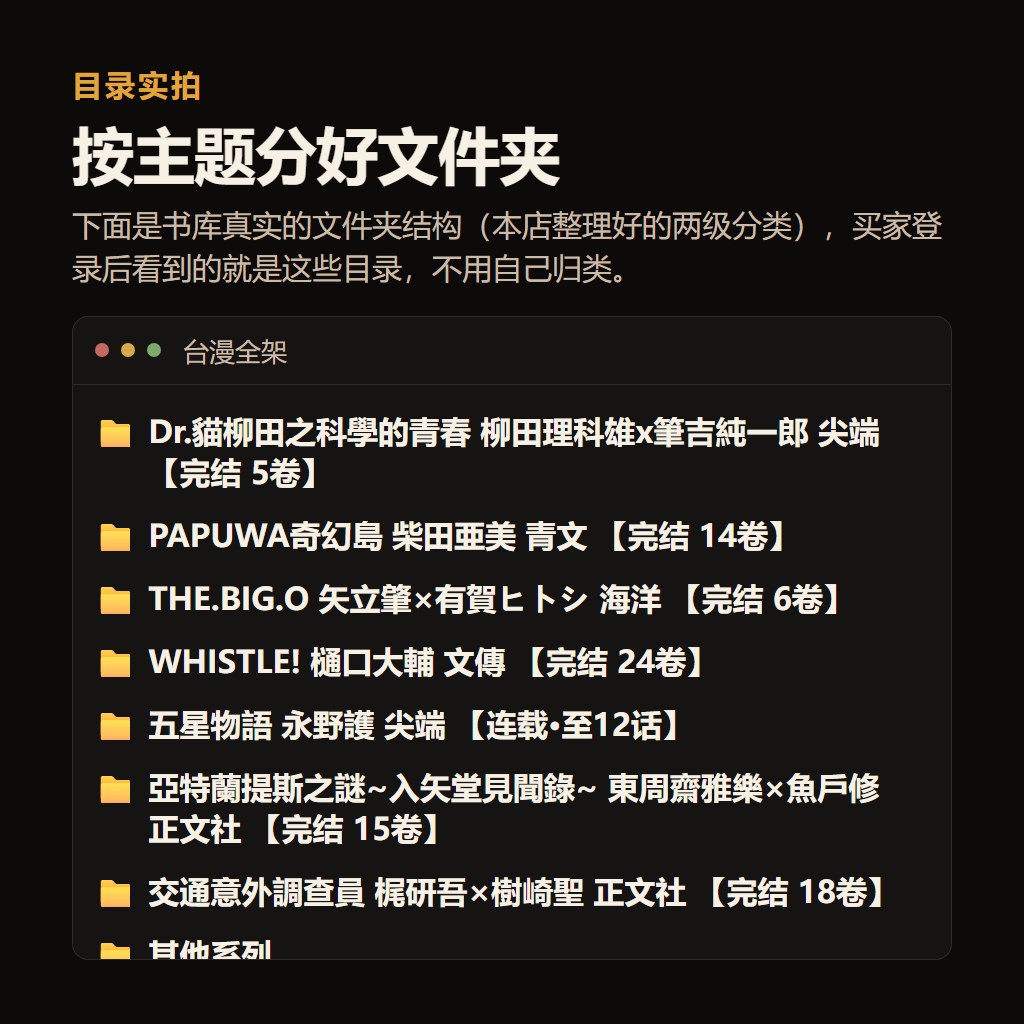 目录实拍
按主题分好文件夹
下面是书库真实的文件夹结构（本店整理好的两级分类），买家登
录后看到的就是这些目录，不用自己归类。
台漫全架
Dr.貓柳田之科學的青春 柳田理科雄x筆吉純一郎 尖端
【完结 5卷】
PAPUWA奇幻島 柴田亜美 青文 【完结 14卷】
THE.BIG.O 矢立肇×有賀ヒトシ 海洋 【完结 6卷】
WHISTLE! 樋口大輔 文傳 【完结 24卷】
五星物語 永野護 尖端 【连载·至12话】
亞特蘭提斯之謎~入矢堂見聞錄~ 東周齋雅樂×魚戶修
正文社 【完结 15卷】
交通意外調查員 梶研吾×樹崎聖 正文社 【完结 18卷】
其他系列